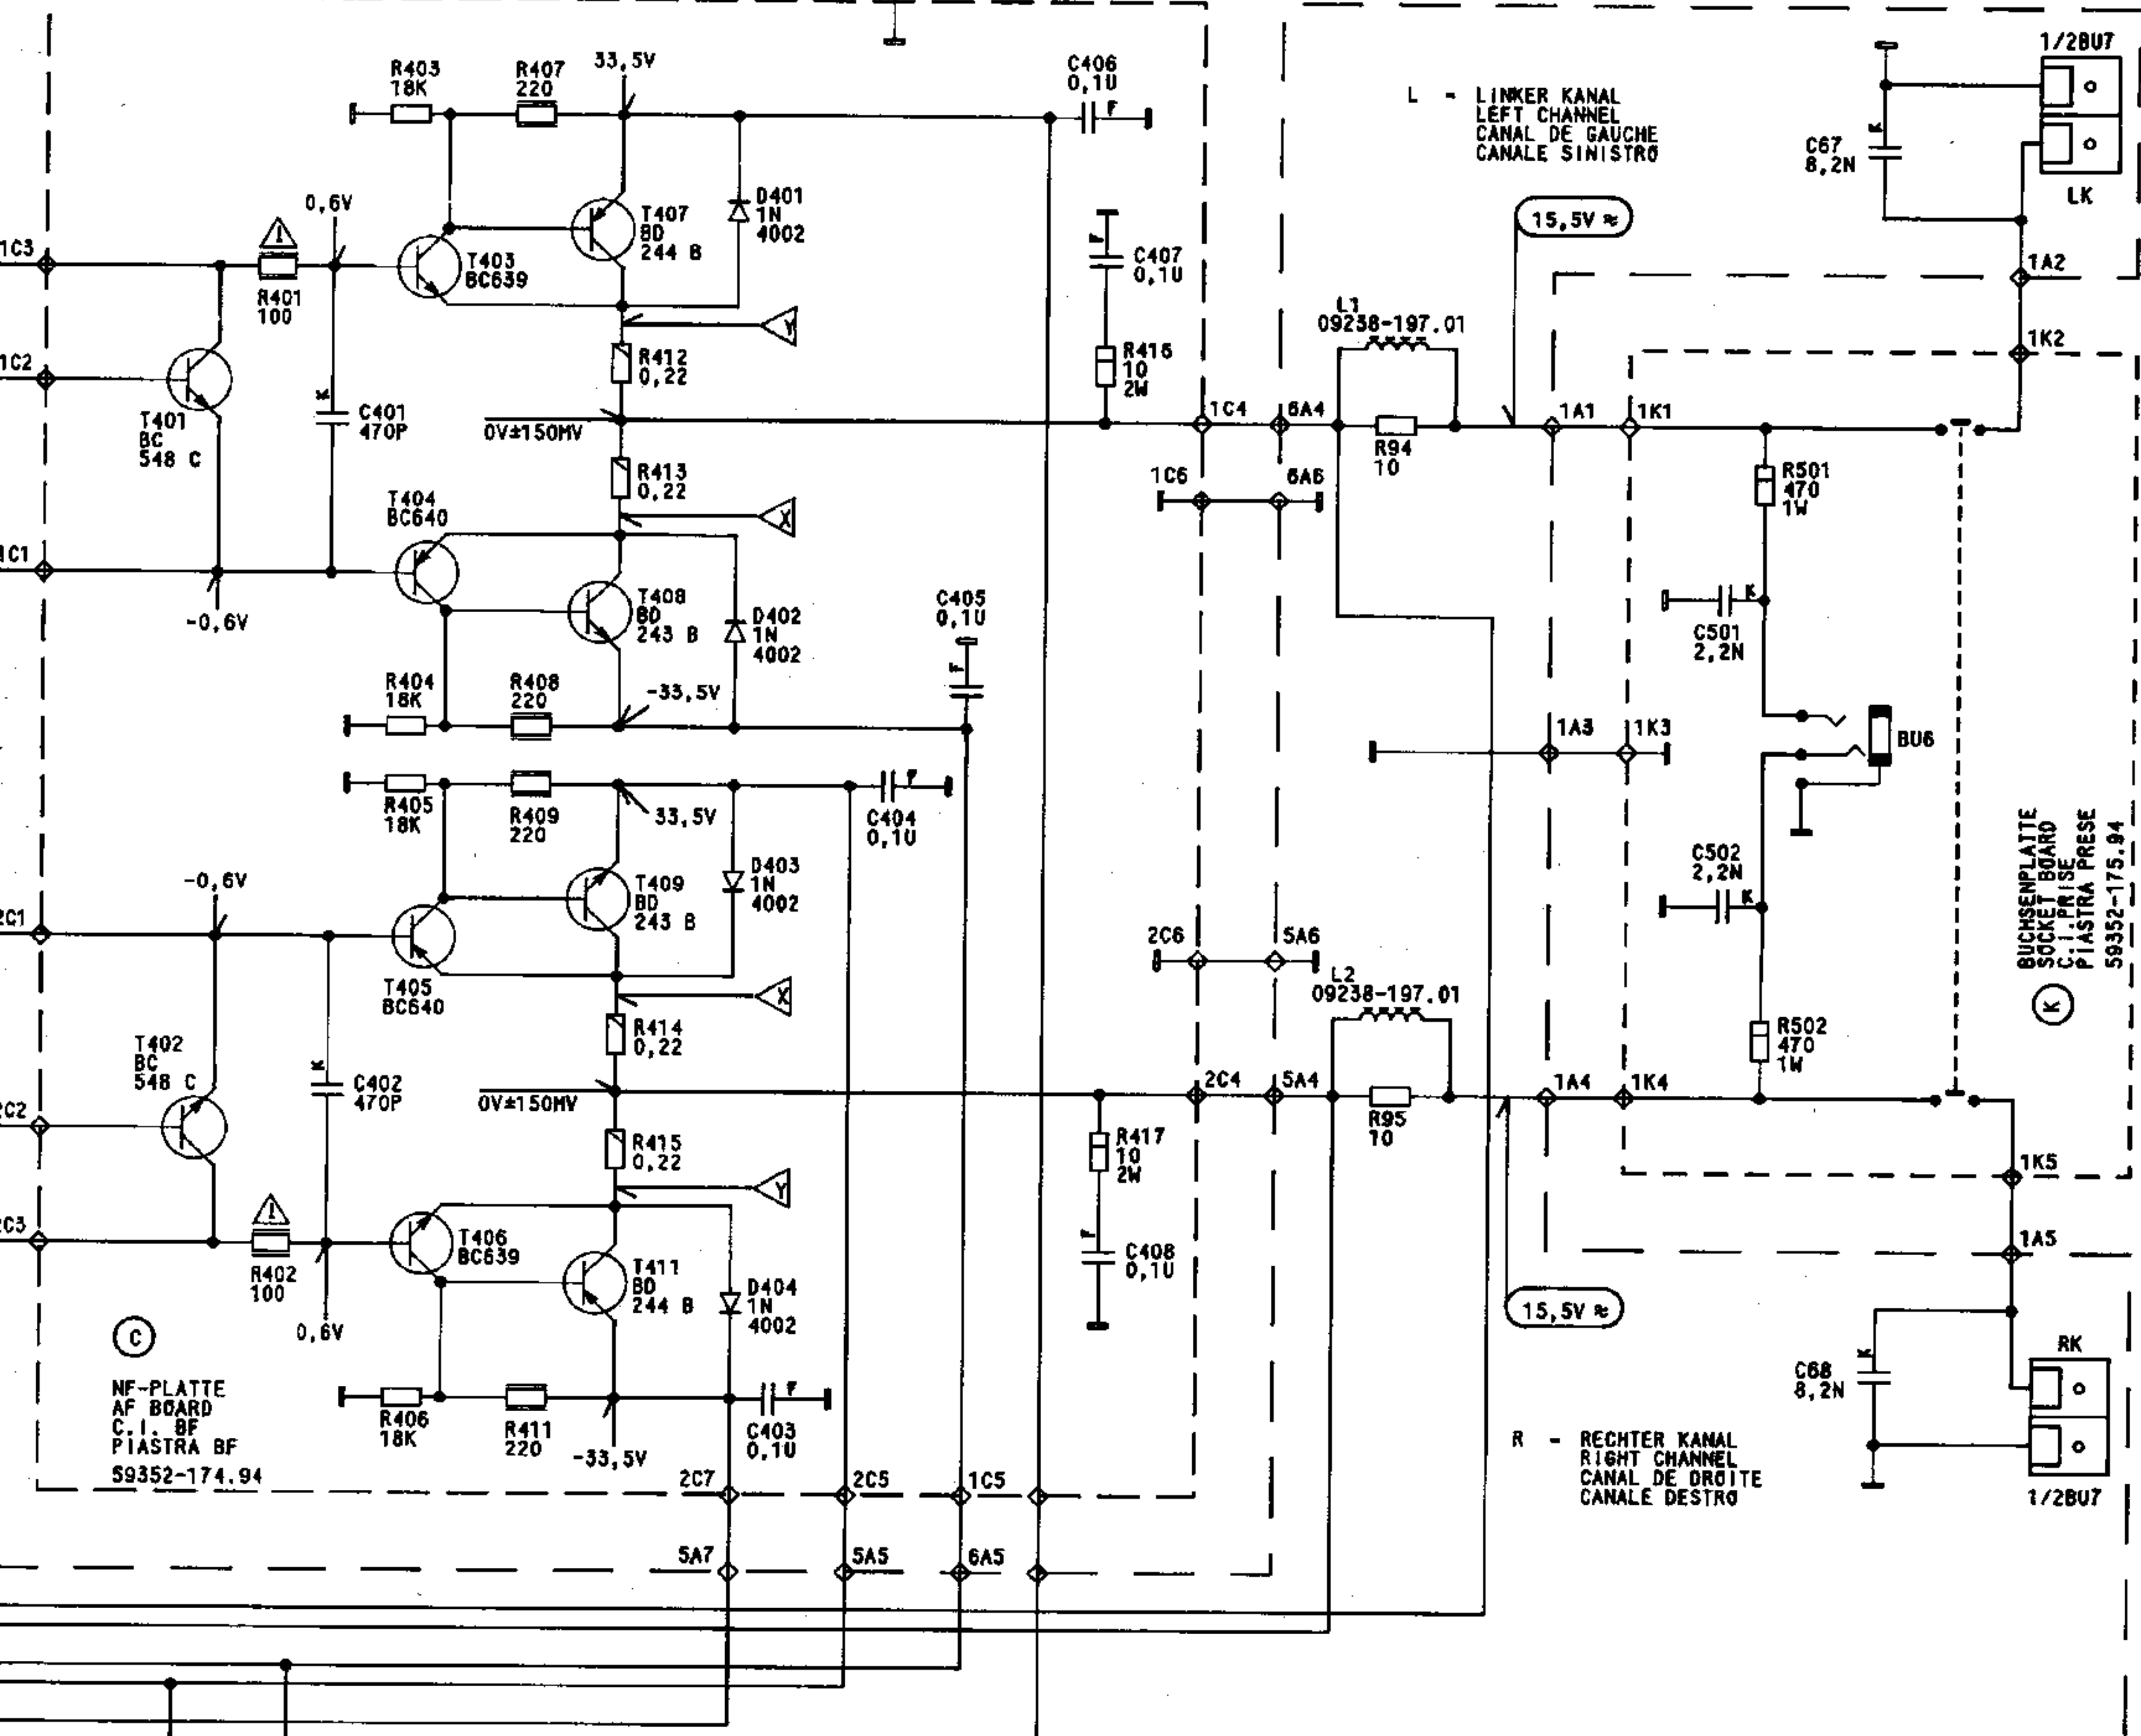 R403
18K
R407
220
33,5V
C406
0,1U
F
L - LINKER KANAL
LEFT CHANNEL
CANAL DE GAUCHE
CANALE SINISTRO
1/2BU7
K
C67
8,2N
LK
0,6V
D401
1N
4002
T407
BD
244 B
15,5V ≈
1C3
T403
BC639
F
C407
0,1U
1A2
R401
100
Y
L1
09238-197.01
1K2
1C2
R412
0,22
R416
10
2W
K
C401
470P
T401
BC
548 C
0V±150MV
1C4
6A4
1A1
1K1
R94
10
R413
0,22
1C6
6A6
R501
470
1W
T404
BC640
X
1C1
-0,6V
T408
BD
243 B
D402
1N
4002
C405
0,1U
F
K
C501
2,2N
R404
18K
R408
220
-33,5V
1A3
1K3
BU6
R405
18K
R409
220
33,5V
F
C404
0,1U
BUCHSENPLATTE
SOCKET BOARD
C.I.PRISE
PIASTRA PRESE
59352-175.94
K
C502
2,2N
K
-0,6V
T409
BD
243 B
D403
1N
4002
2C1
2C6
5A6
T405
BC640
X
L2
09238-197.01
R414
0,22
R502
470
1W
T402
BC
548 C
K
C402
470P
2C2
0V±150MV
2C4
5A4
1A4
1K4
R95
10
R415
0,22
R417
10
2W
1K5
Y
2C3
T406
BC639
F
C408
0,1U
1A5
R402
100
T411
BD
244 B
D404
1N
4002
15,5V ≈
0,6V
C
NF-PLATTE
AF BOARD
C.I. BF
PIASTRA BF
59352-174.94
R406
18K
R411
220
-33,5V
F
C403
0,1U
K
C68
8,2N
RK
R - RECHTER KANAL
RIGHT CHANNEL
CANAL DE DROITE
CANALE DESTRO
1/2BU7
2C7
2C5
1C5
5A7
5A5
6A5